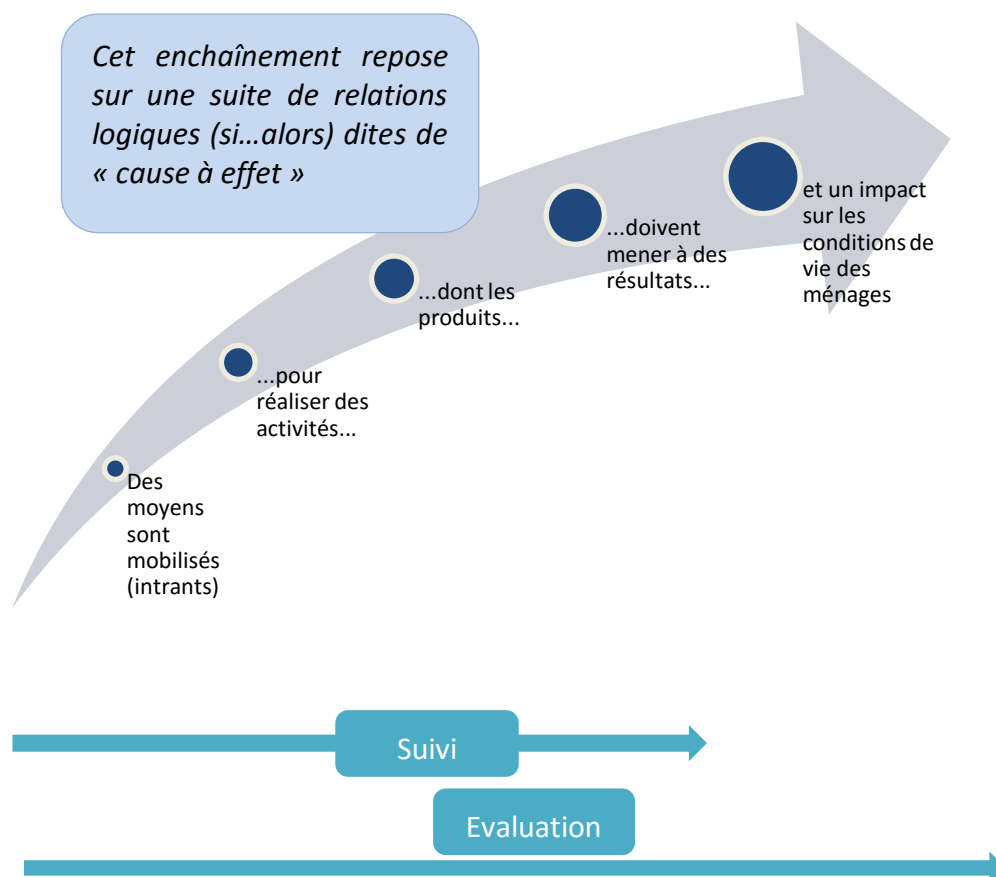 Cet enchaînement repose
sur une suite de relations
logiques (si…alors) dites de
« cause à effet »
et un impact
sur les
conditions de
vie des
ménages
...doivent
mener à des
résultats...
...dont les
produits...
...pour
réaliser des
activités...
Des
moyens
sont
mobilisés
(intrants)
Suivi
Evaluation